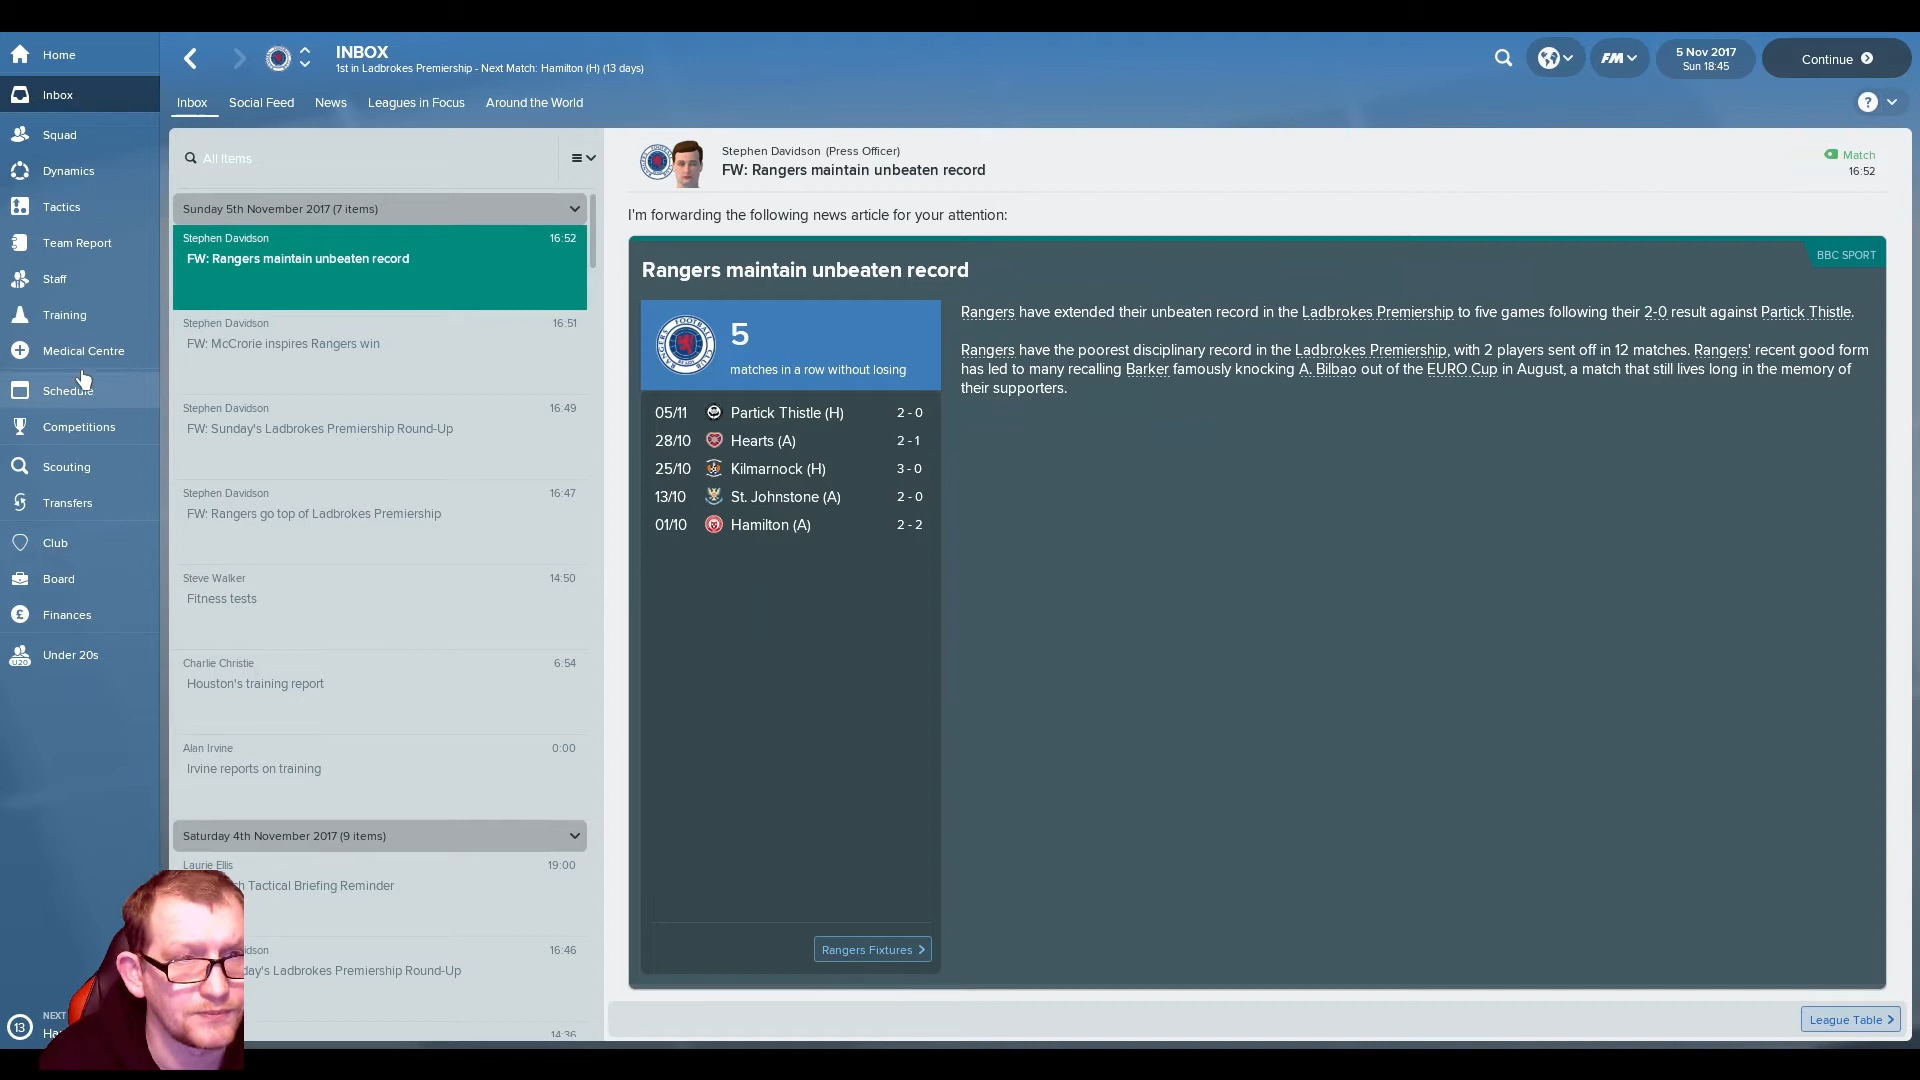 Home
Inbox
Squad
Dynamics
Tactics
Team Report
Staff
Training
Medical Centre
Schedule
Competitions
Scouting
Transfers
Club
Board
Finances
U20
Under 20s
13
NEXT
INBOX
1st in Ladbrokes Premiership - Next Match: Hamilton (H) (13 days)
FM
5 Nov 2017
Sun 18:45
Continue
Inbox
Social Feed
News
Leagues in Focus
Around the World
?
All Items
Sunday 5th November 2017 (7 items)
Stephen Davidson 16:52
FW: Rangers maintain unbeaten record
Stephen Davidson 16:51
FW: McCrorie inspires Rangers win
Stephen Davidson 16:49
FW: Sunday's Ladbrokes Premiership Round-Up
Stephen Davidson 16:47
FW: Rangers go top of Ladbrokes Premiership
Steve Walker 14:50
Fitness tests
Charlie Christie 6:54
Houston's training report
Alan Irvine 0:00
Irvine reports on training
Saturday 4th November 2017 (9 items)
Laurie Ellis 19:00
Tactical Briefing Reminder
16:46
Ladbrokes Premiership Round-Up
14:36
Stephen Davidson (Press Officer)
FW: Rangers maintain unbeaten record
Match
16:52
I'm forwarding the following news article for your attention:
BBC SPORT
Rangers maintain unbeaten record
5
matches in a row without losing
05/11 Partick Thistle (H) 2 - 0
28/10 Hearts (A) 2 - 1
25/10 Kilmarnock (H) 3 - 0
13/10 St. Johnstone (A) 2 - 0
01/10 Hamilton (A) 2 - 2
Rangers Fixtures
Rangers have extended their unbeaten record in the Ladbrokes Premiership to five games following their 2-0 result against Partick Thistle.
Rangers have the poorest disciplinary record in the Ladbrokes Premiership, with 2 players sent off in 12 matches. Rangers' recent good form
has led to many recalling Barker famously knocking A. Bilbao out of the EURO Cup in August, a match that still lives long in the memory of
their supporters.
League Table